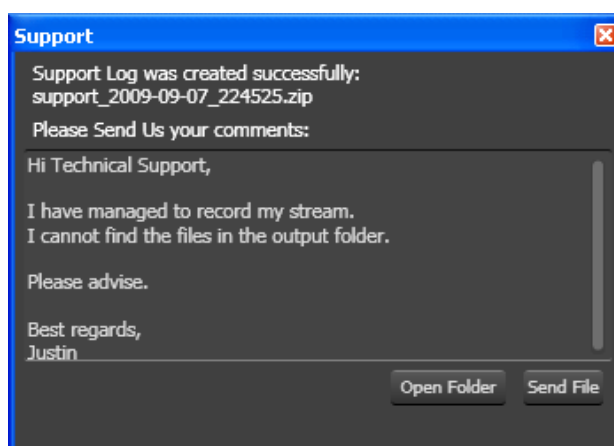 Support
Support Log was created successfully:
support_2009-09-07_224525.zip
Please Send Us your comments:
Hi Technical Support,
I have managed to record my stream.
I cannot find the files in the output folder.
Please advise.
Best regards,
Justin
Open Folder
Send File